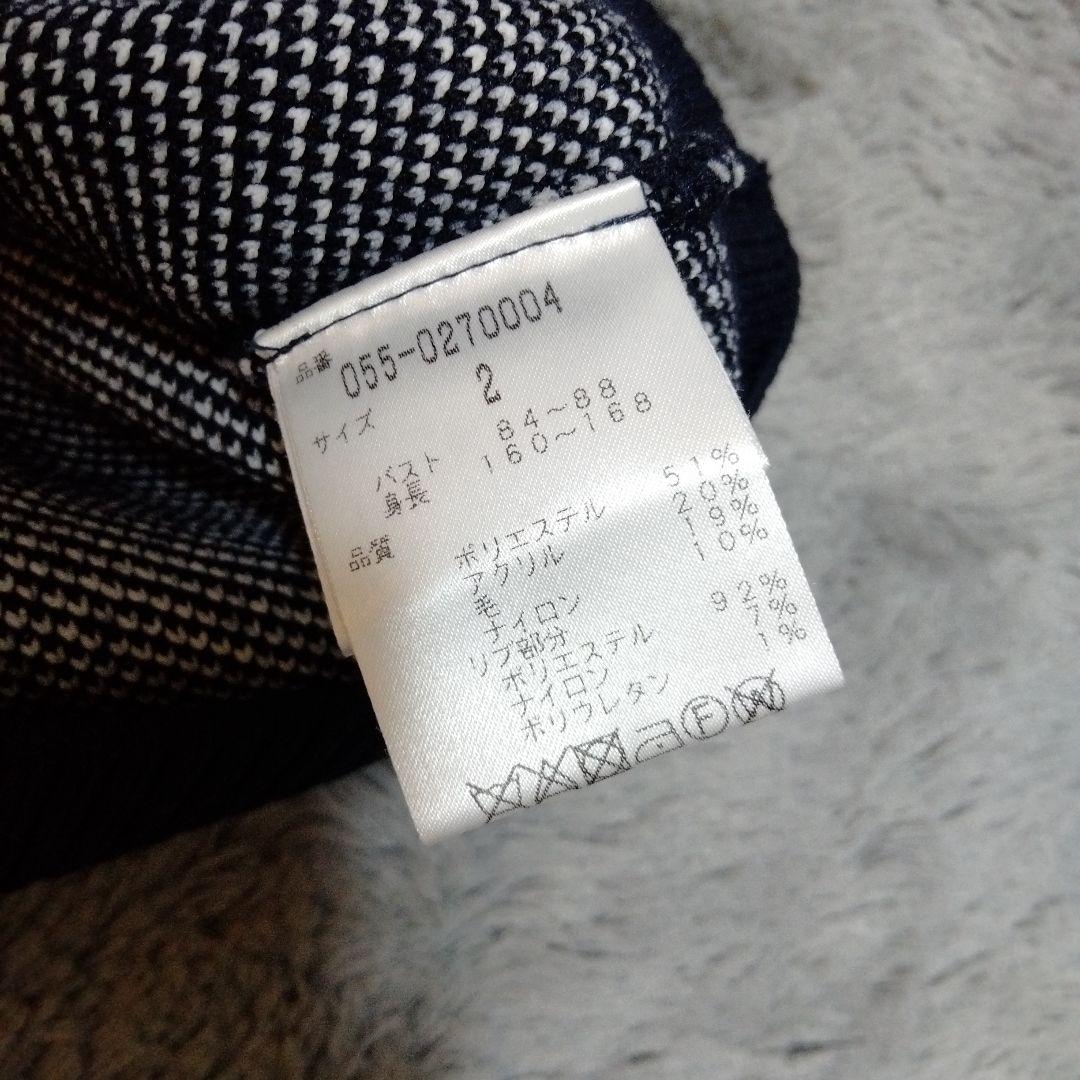 品番 055-0270004
サイズ 2
バスト 84～88
身長 160～168
品質 ポリエステル 51%
アクリル 20%
毛 19%
ナイロン 10%
リブ部分
ポリエステル 92%
ナイロン 7%
ポリウレタン 1%
F W